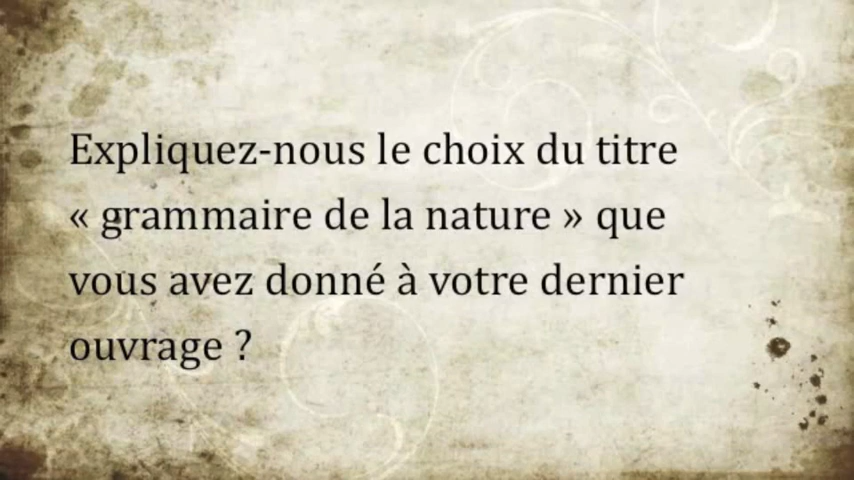 Expliquez-nous le choix du titre
« grammaire de la nature » que
vous avez donné à votre dernier
ouvrage ?